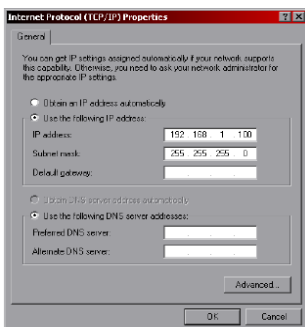 Internet Protocol (TCP/IP) Properties
General
You can get IP settings assigned automatically if your network supports
this capability. Otherwise, you need to ask your network administrator for
the appropriate IP settings.
Obtain an IP address automatically
Use the following IP address:
IP address: 192 . 168 . 1 . 100
Subnet mask: 255 . 255 . 255 . 0
Default gateway: . . .
Obtain DNS server address automatically
Use the following DNS server addresses:
Preferred DNS server: . . .
Alternate DNS server: . . .
Advanced...
OK Cancel